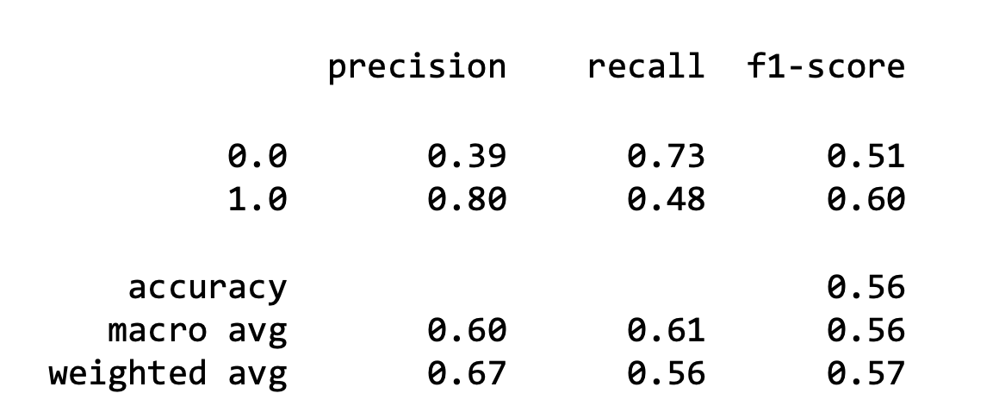 precision recall f1-score
0.0 0.39 0.73 0.51
1.0 0.80 0.48 0.60
accuracy 0.56
macro avg 0.60 0.61 0.56
weighted avg 0.67 0.56 0.57